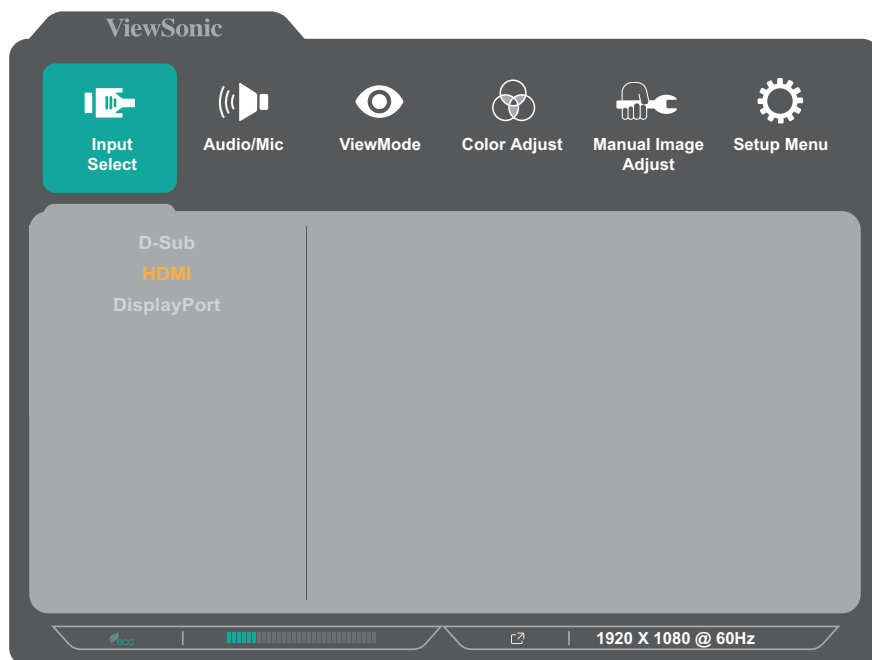 ViewSonic
Input
Select
Audio/Mic
ViewMode
Color Adjust
Manual Image
Adjust
Setup Menu
D-Sub
HDMI
DisplayPort
eco
1920 X 1080 @ 60Hz